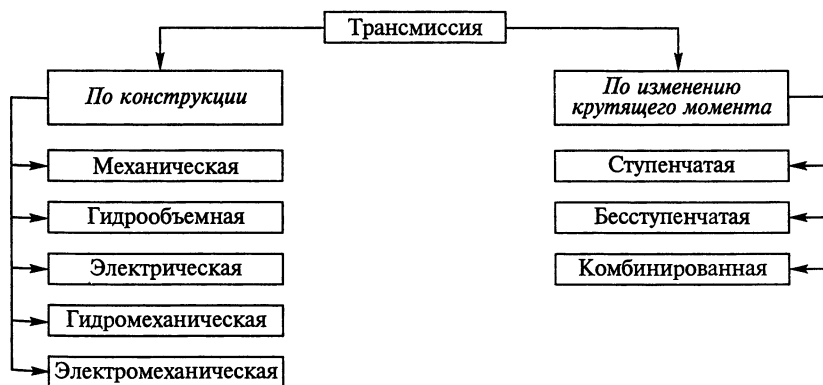 Трансмиссия
По конструкции
Механическая
Гидрообъемная
Электрическая
Гидромеханическая
Электромеханическая
По изменению
крутящего момента
Ступенчатая
Бесступенчатая
Комбинированная